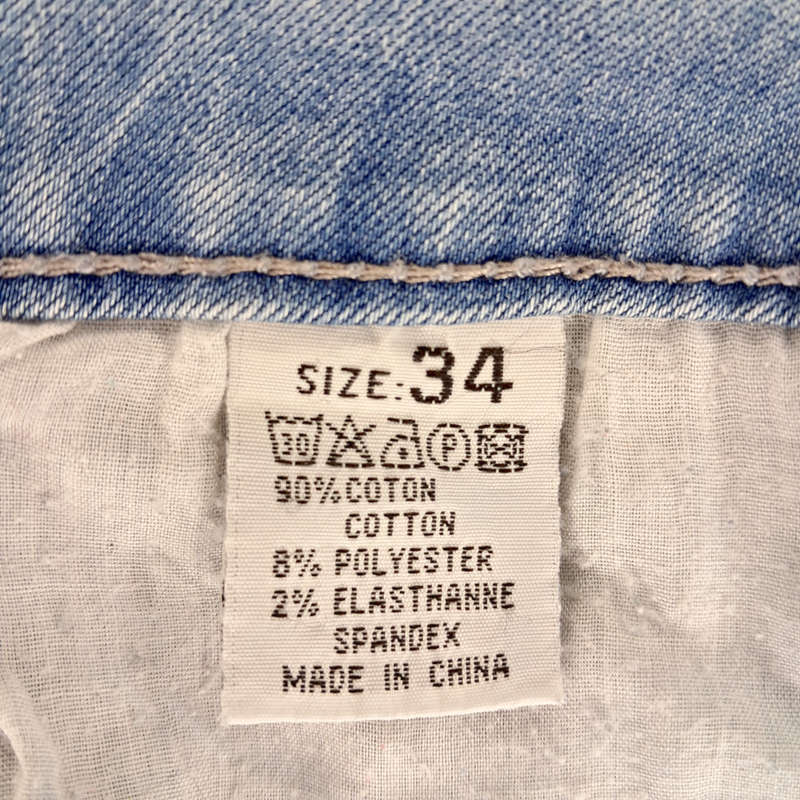 SIZE: 34
30 P
90% COTON
COTTON
8% POLYESTER
2% ELASTHANNE
SPANDEX
MADE IN CHINA